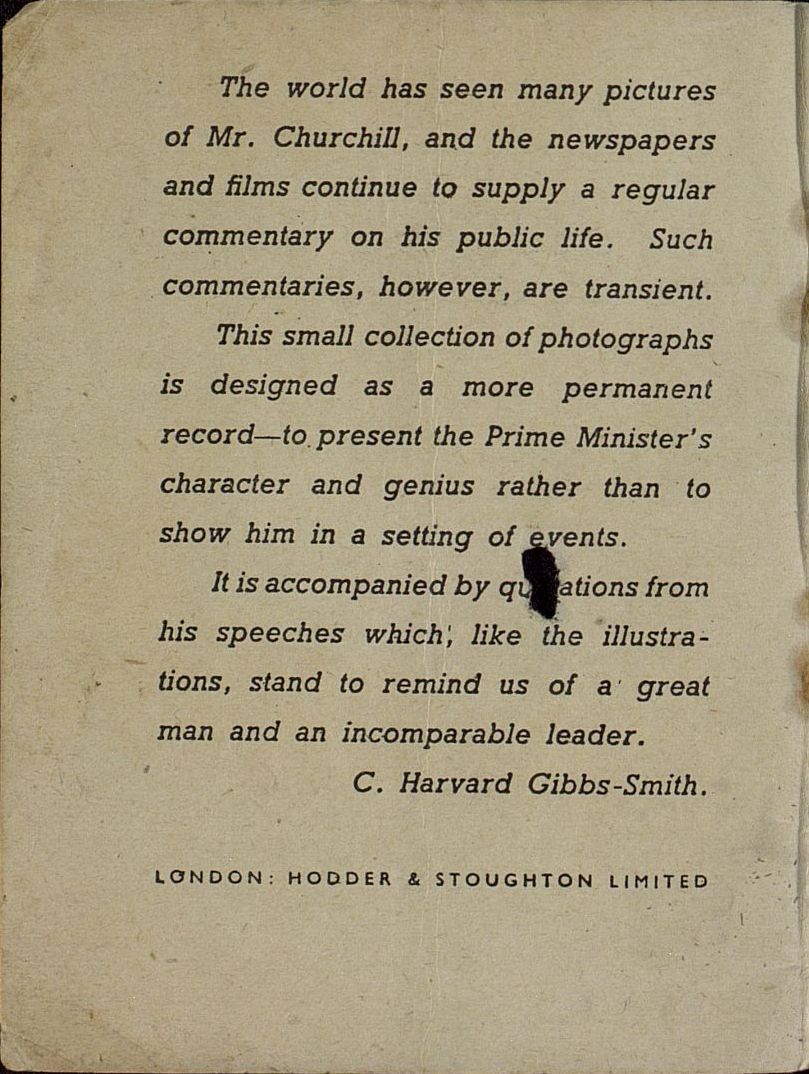 The world has seen many pictures
of Mr. Churchill, and the newspapers
and films continue to supply a regular
commentary on his public life. Such
commentaries, however, are transient.
This small collection of photographs
is designed as a more permanent
record—to present the Prime Minister's
character and genius rather than to
show him in a setting of events.
It is accompanied by from
his speeches which, like the illustra-
tions, stand to remind us of a great
man and an incomparable leader.
C. Harvard Gibbs-Smith.
LONDON: HODDER & STOUGHTON LIMITED